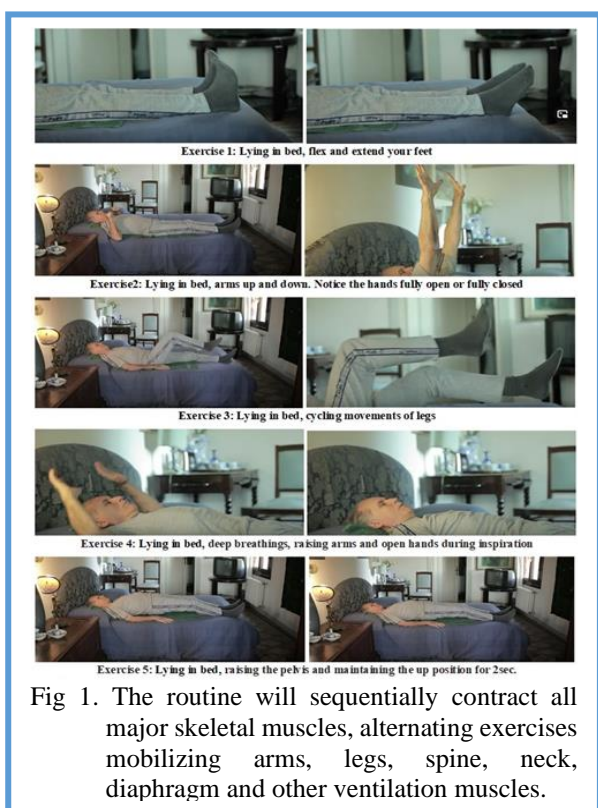 Exercise 1: Lying in bed, flex and extend your feet
Exercise2: Lying in bed, arms up and down. Notice the hands fully open or fully closed
Exercise 3: Lying in bed, cycling movements of legs
Exercise 4: Lying in bed, deep breathings, raising arms and open hands during inspiration
Exercise 5: Lying in bed, raising the pelvis and maintaining the up position for 2sec.
Fig 1. The routine will sequentially contract all
major skeletal muscles, alternating exercises
mobilizing arms, legs, spine, neck,
diaphragm and other ventilation muscles.